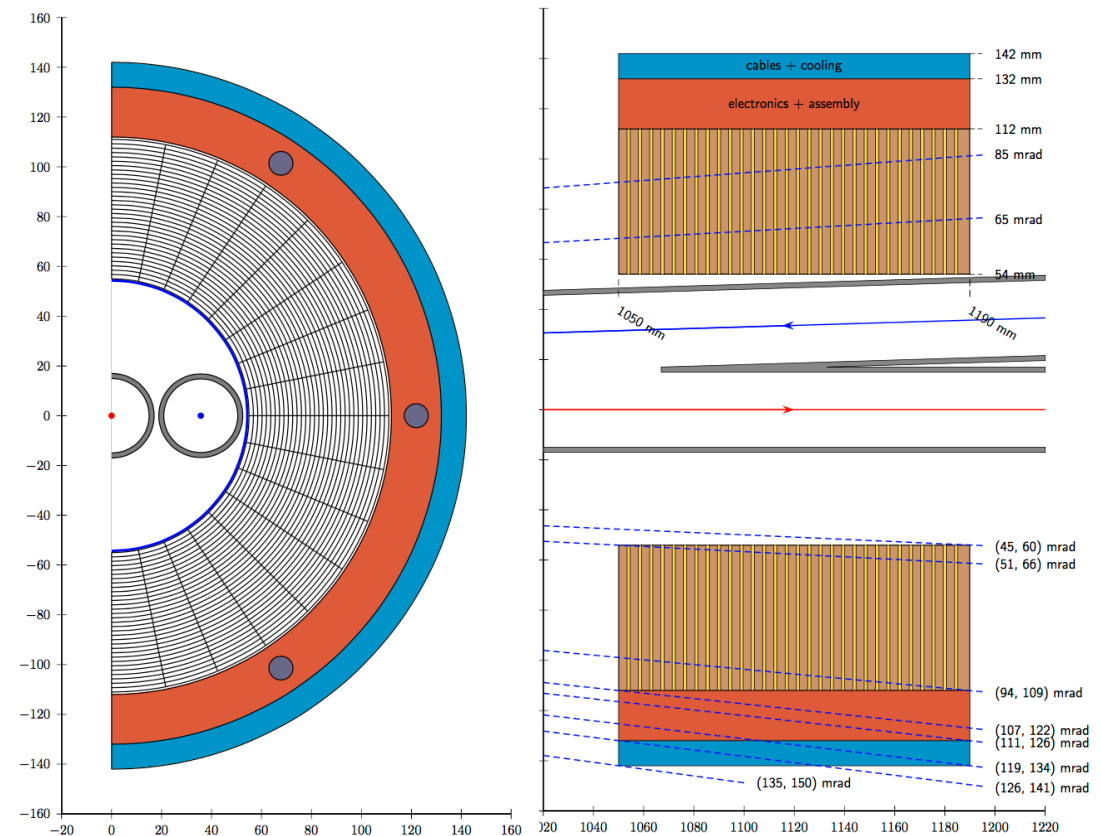 160
140
120
100
80
60
40
20
0
−20
−40
−60
−80
−100
−120
−140
−160
−20 0 20 40 60 80 100 120 140 160
cables + cooling
electronics + assembly
142 mm
132 mm
112 mm
85 mrad
65 mrad
54 mm
1050 mm
1190 mm
(45, 60) mrad
(51, 66) mrad
(94, 109) mrad
(107, 122) mrad
(111, 126) mrad
(119, 134) mrad
(126, 141) mrad
(135, 150) mrad
020 1040 1060 1080 1100 1120 1140 1160 1180 1200 1220